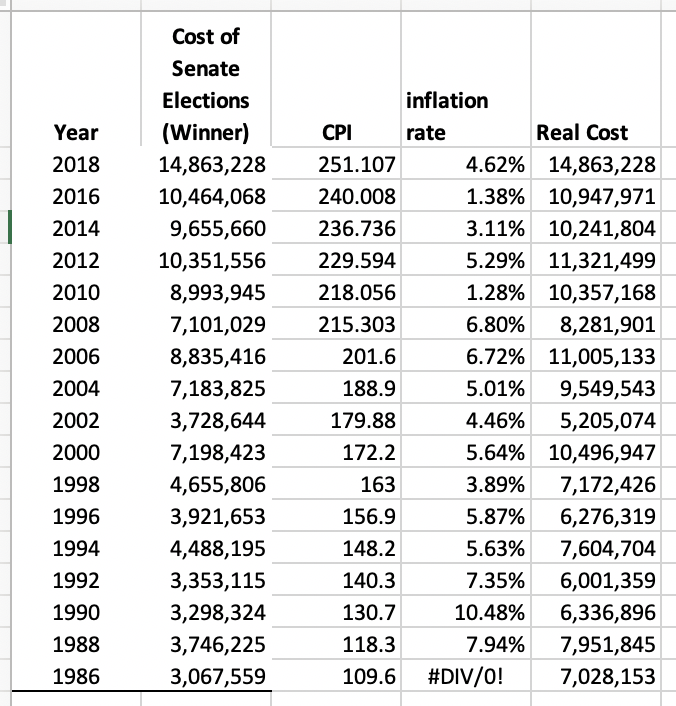 Cost of
Senate
Elections inflation
Year (Winner) CPI rate Real Cost
2018 14,863,228 251.107 4.62% 14,863,228
2016 10,464,068 240.008 1.38% 10,947,971
2014 9,655,660 236.736 3.11% 10,241,804
2012 10,351,556 229.594 5.29% 11,321,499
2010 8,993,945 218.056 1.28% 10,357,168
2008 7,101,029 215.303 6.80% 8,281,901
2006 8,835,416 201.6 6.72% 11,005,133
2004 7,183,825 188.9 5.01% 9,549,543
2002 3,728,644 179.88 4.46% 5,205,074
2000 7,198,423 172.2 5.64% 10,496,947
1998 4,655,806 163 3.89% 7,172,426
1996 3,921,653 156.9 5.87% 6,276,319
1994 4,488,195 148.2 5.63% 7,604,704
1992 3,353,115 140.3 7.35% 6,001,359
1990 3,298,324 130.7 10.48% 6,336,896
1988 3,746,225 118.3 7.94% 7,951,845
1986 3,067,559 109.6 #DIV/0! 7,028,153